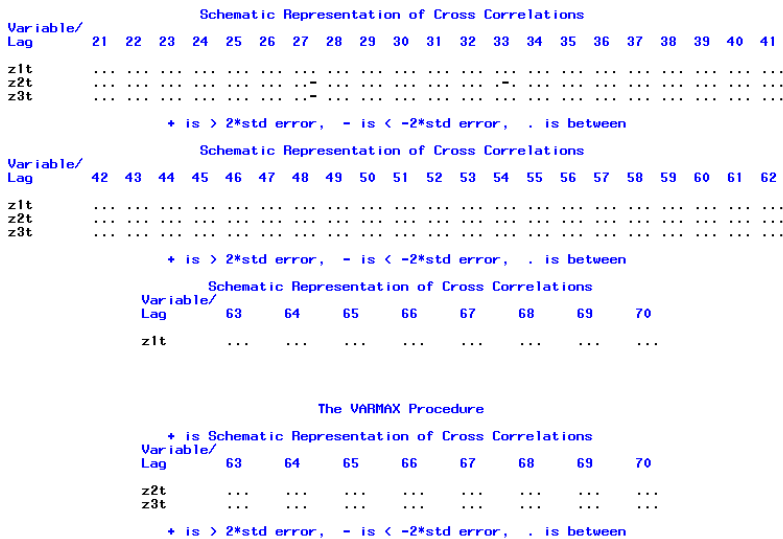 Schematic Representation of Cross Correlations
Variable/
Lag 21 22 23 24 25 26 27 28 29 30 31 32 33 34 35 36 37 38 39 40 41
z1t ... ... ... ... ... ... ... ... ... ... ... ... ... ... ... ... ... ... ... ... ...
z2t ... ... ... ... ... ... ..- ... ... ... ... ... .-. ... ... ... ... ... ... ... ...
z3t ... ... ... ... ... ... ..- ... ... ... ... ... ... ... ... ... ... ... ... ... ...
+ is > 2*std error, - is < -2*std error, . is between
Schematic Representation of Cross Correlations
Variable/
Lag 42 43 44 45 46 47 48 49 50 51 52 53 54 55 56 57 58 59 60 61 62
z1t ... ... ... ... ... ... ... ... ... ... ... ... ... ... ... ... ... ... ... ... ...
z2t ... ... ... ... ... ... ... ... ... ... ... ... ... ... ... ... ... ... ... ... ...
z3t ... ... ... ... ... ... ... ... ... ... ... ... ... ... ... ... ... ... ... ... ...
+ is > 2*std error, - is < -2*std error, . is between
Schematic Representation of Cross Correlations
Variable/
Lag 63 64 65 66 67 68 69 70
z1t ... ... ... ... ... ... ... ...
The VARMAX Procedure
+ is Schematic Representation of Cross Correlations
Variable/
Lag 63 64 65 66 67 68 69 70
z2t ... ... ... ... ... ... ... ...
z3t ... ... ... ... ... ... ... ...
+ is > 2*std error, - is < -2*std error, . is between